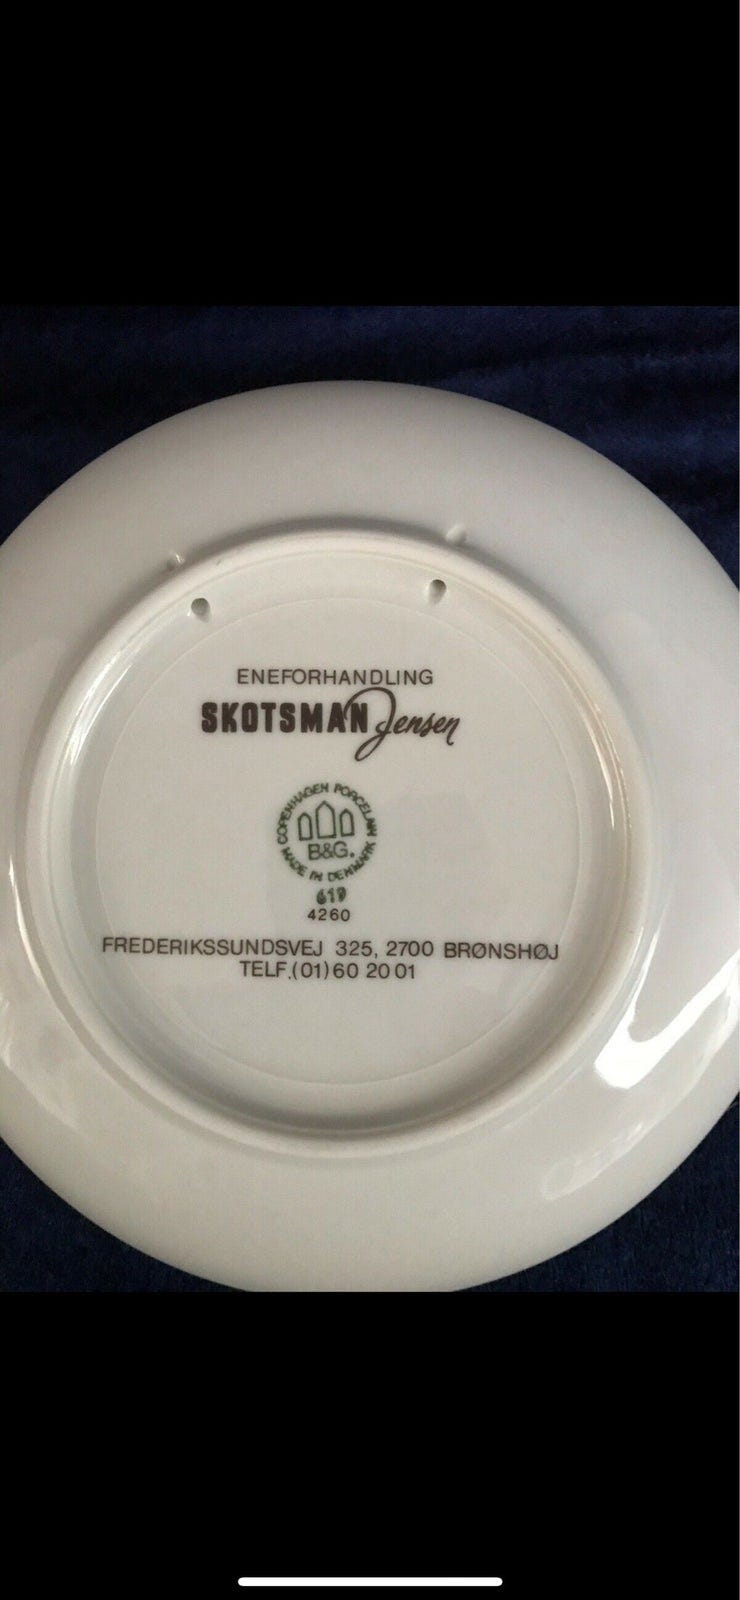 ENEFORHANDLING
SKOTSMAN Jensen
COPENHAGEN PORCELAIN
B&G.
MADE IN DENMARK
619
4260
FREDERIKSSUNDSVEJ 325, 2700 BRØNSHØJ
TELF.(01)60 20 01